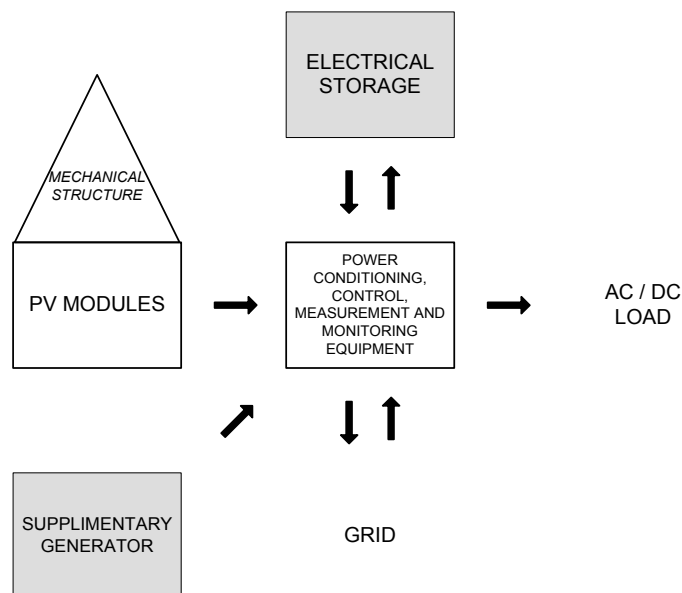 ELECTRICAL
STORAGE
MECHANICAL
STRUCTURE
PV MODULES
POWER
CONDITIONING,
CONTROL,
MEASUREMENT AND
MONITORING
EQUIPMENT
AC / DC
LOAD
SUPPLIMENTARY
GENERATOR
GRID